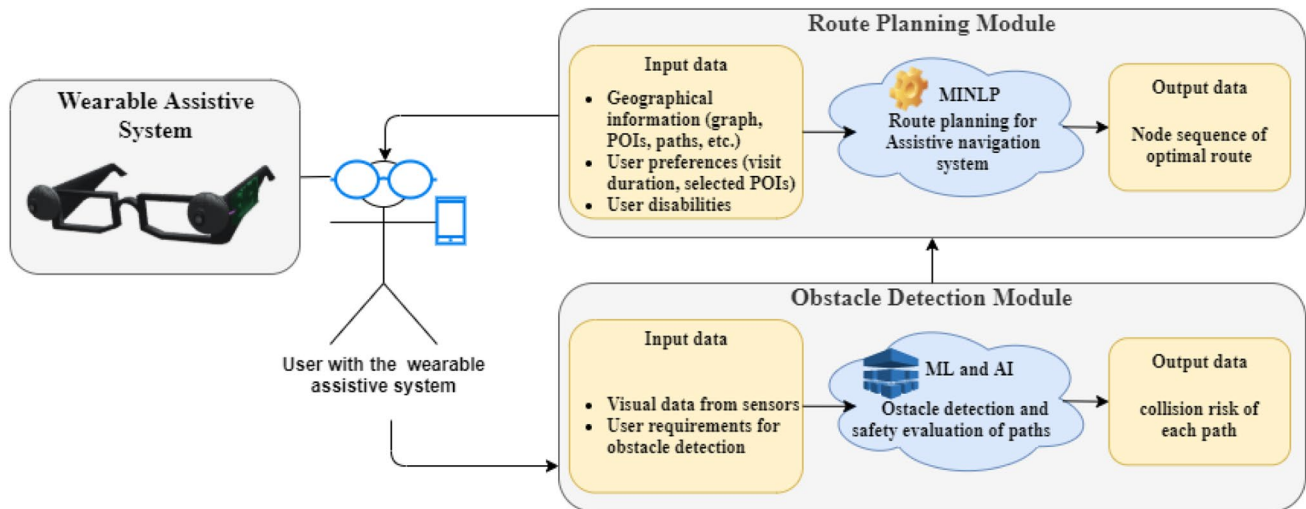 Wearable Assistive
System
User with the wearable
assistive system
Route Planning Module
Input data
• Geographical
information (graph,
POIs, paths, etc.)
• User preferences (visit
duration, selected POIs)
• User disabilities
MINLP
Route planning for
Assistive navigation
system
Output data
Node sequence of
optimal route
Obstacle Detection Module
Input data
• Visual data from sensors
• User requirements for
obstacle detection
ML and AI
Ostacle detection and
safety evaluation of paths
Output data
collision risk of
each path